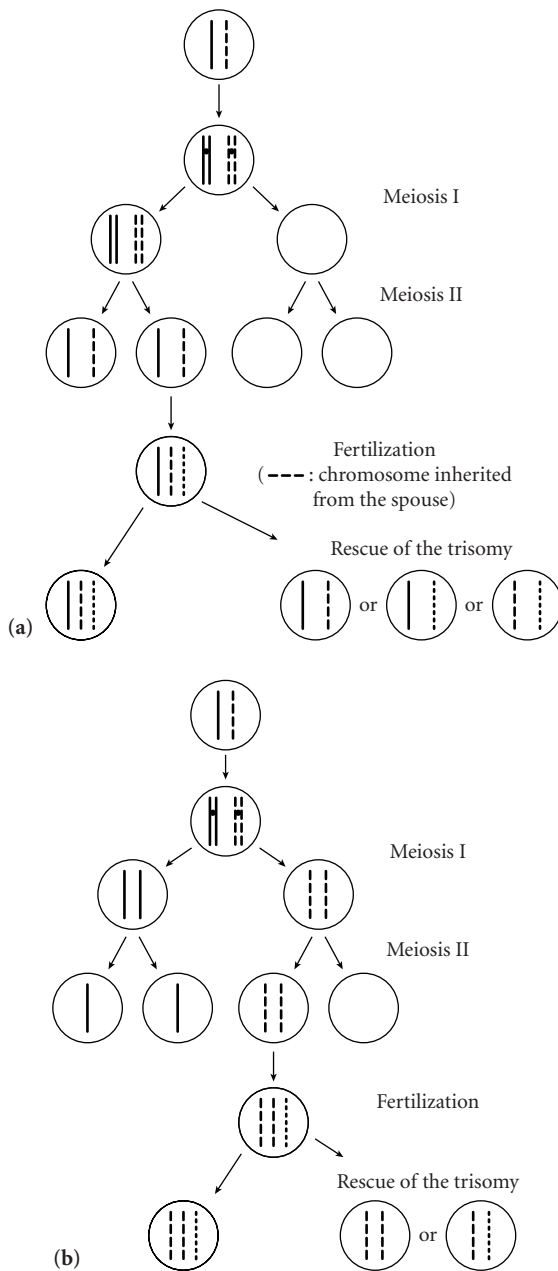 Meiosis I
Meiosis II
Fertilization
( – – – : chromosome inherited
from the spouse)
Rescue of the trisomy
or
or
(a)
Meiosis I
Meiosis II
Fertilization
Rescue of the trisomy
or
(b)